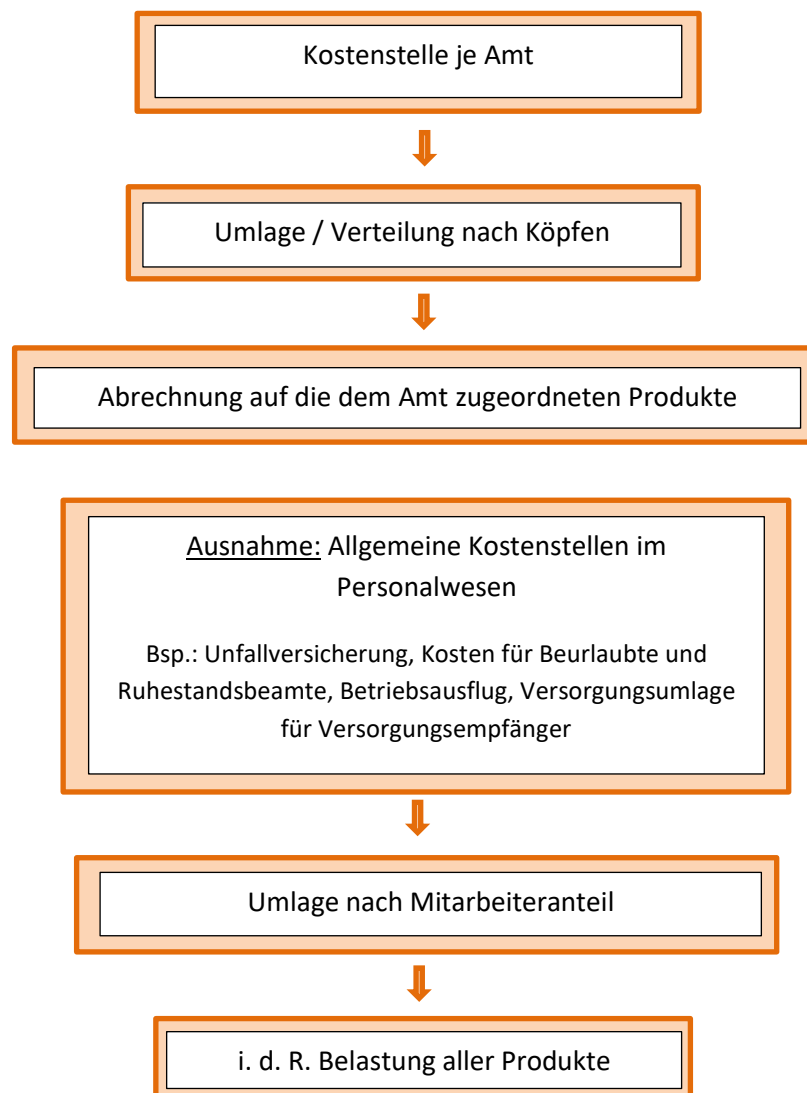 Kostenstelle je Amt
Umlage / Verteilung nach Köpfen
Abrechnung auf die dem Amt zugeordneten Produkte
Ausnahme: Allgemeine Kostenstellen im
Personalwesen
Bsp.: Unfallversicherung, Kosten für Beurlaubte und
Ruhestandsbeamte, Betriebsausflug, Versorgungsumlage
für Versorgungsempfänger
Umlage nach Mitarbeiteranteil
i. d. R. Belastung aller Produkte